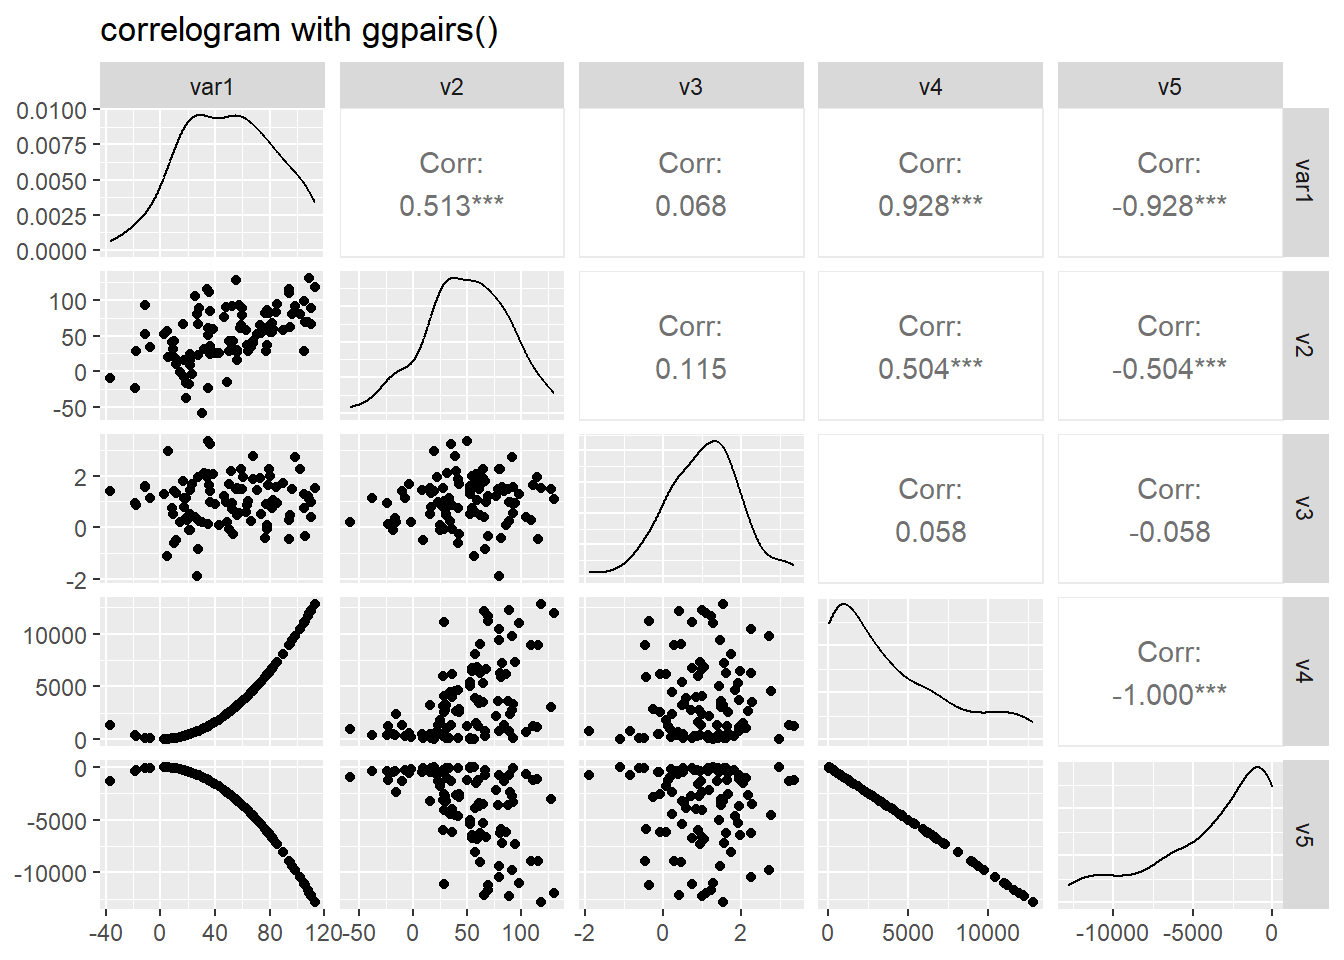 correlogram with ggpairs()
var1 v2 v3 v4 v5
0.0100
0.0075
0.0050
0.0025
0.0000
Corr: Corr: Corr: Corr:
0.513*** 0.068 0.928*** -0.928***
var1
100
50
0
-50
Corr: Corr: Corr:
0.115 0.504*** -0.504***
v2
2
0
-2
Corr: Corr:
0.058 -0.058
v3
10000
5000
0
Corr:
-1.000***
v4
0
-5000
-10000
v5
-40 0 40 80 120 -50 0 50 100 -2 0 2 0 5000 10000 -10000 -5000 0